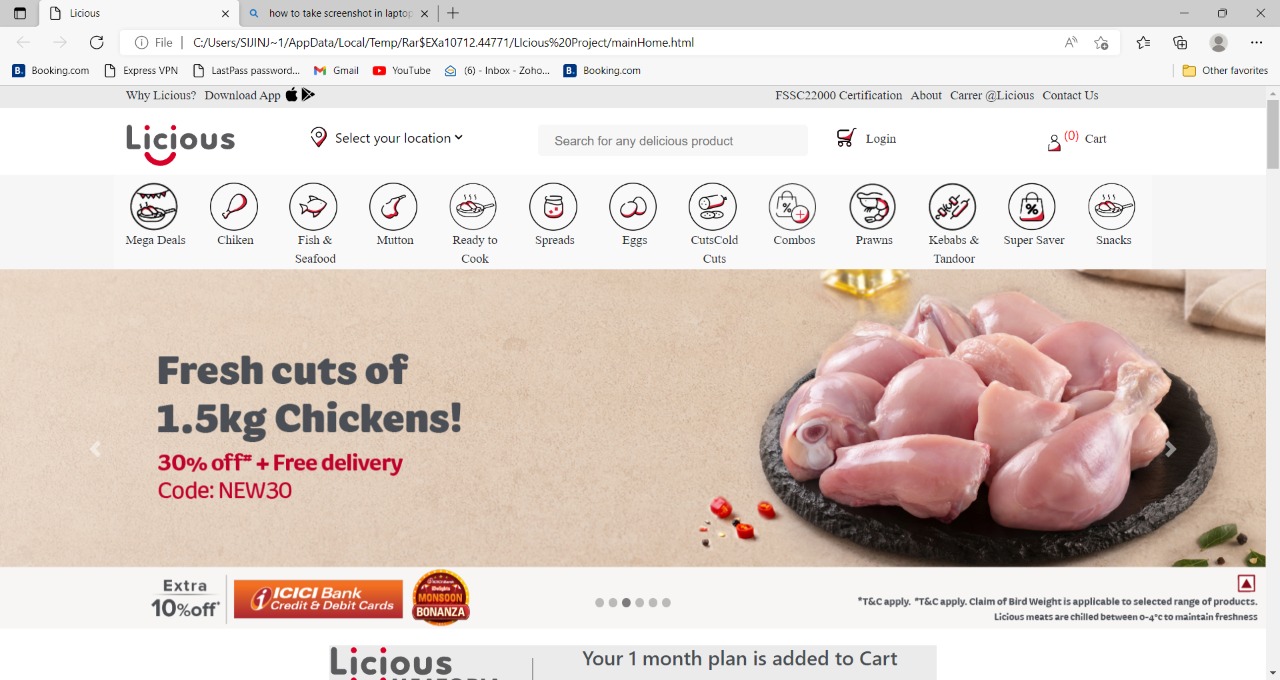 Licious
how to take screenshot in laptop
File
C:/Users/SIJINJ~1/AppData/Local/Temp/Rar$EXa10712.44771/LIcious%20Project/mainHome.html
Booking.com Express VPN LastPass password... Gmail YouTube (6) - Inbox - Zoho... Booking.com Other favorites
Why Licious? Download App FSSC22000 Certification About Carrer @Licious Contact Us
Licious Select your location Search for any delicious product Login (0) Cart
Mega Deals Chiken Fish & Mutton Ready to Spreads Eggs CutsCold Combos Prawns Kebabs & Super Saver Snacks
Seafood Cook Cuts Tandoor
Fresh cuts of
1.5kg Chickens!
30% off* + Free delivery
Code: NEW30
Extra
10%off*
ICICI Bank
Credit & Debit Cards
MONSOON
BONANZA
*T&C apply. *T&C apply. Claim of Bird Weight is applicable to selected range of products.
Licious meats are chilled between 0-4°c to maintain freshness
Licious
Your 1 month plan is added to Cart